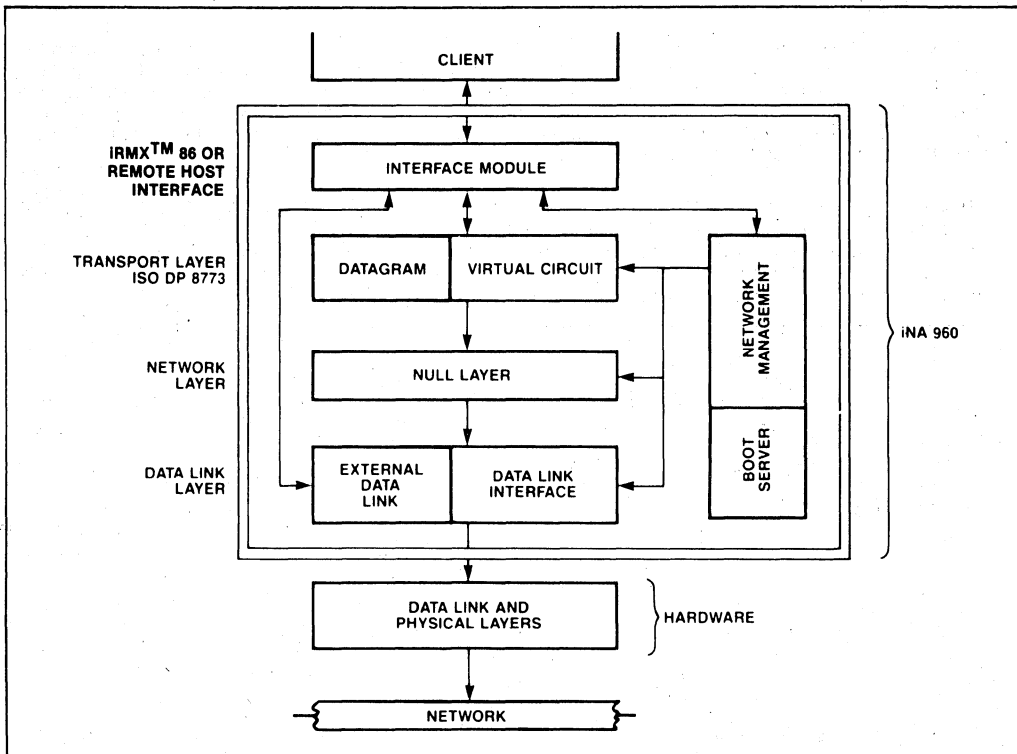 CLIENT
iRMX™ 86 OR
REMOTE HOST
INTERFACE
INTERFACE MODULE
TRANSPORT LAYER
ISO DP 8773
DATAGRAM
VIRTUAL CIRCUIT
NETWORK
MANAGEMENT
iNA 960
NETWORK
LAYER
NULL LAYER
DATA LINK
LAYER
EXTERNAL
DATA
LINK
DATA LINK
INTERFACE
BOOT
SERVER
DATA LINK AND
PHYSICAL LAYERS
HARDWARE
NETWORK